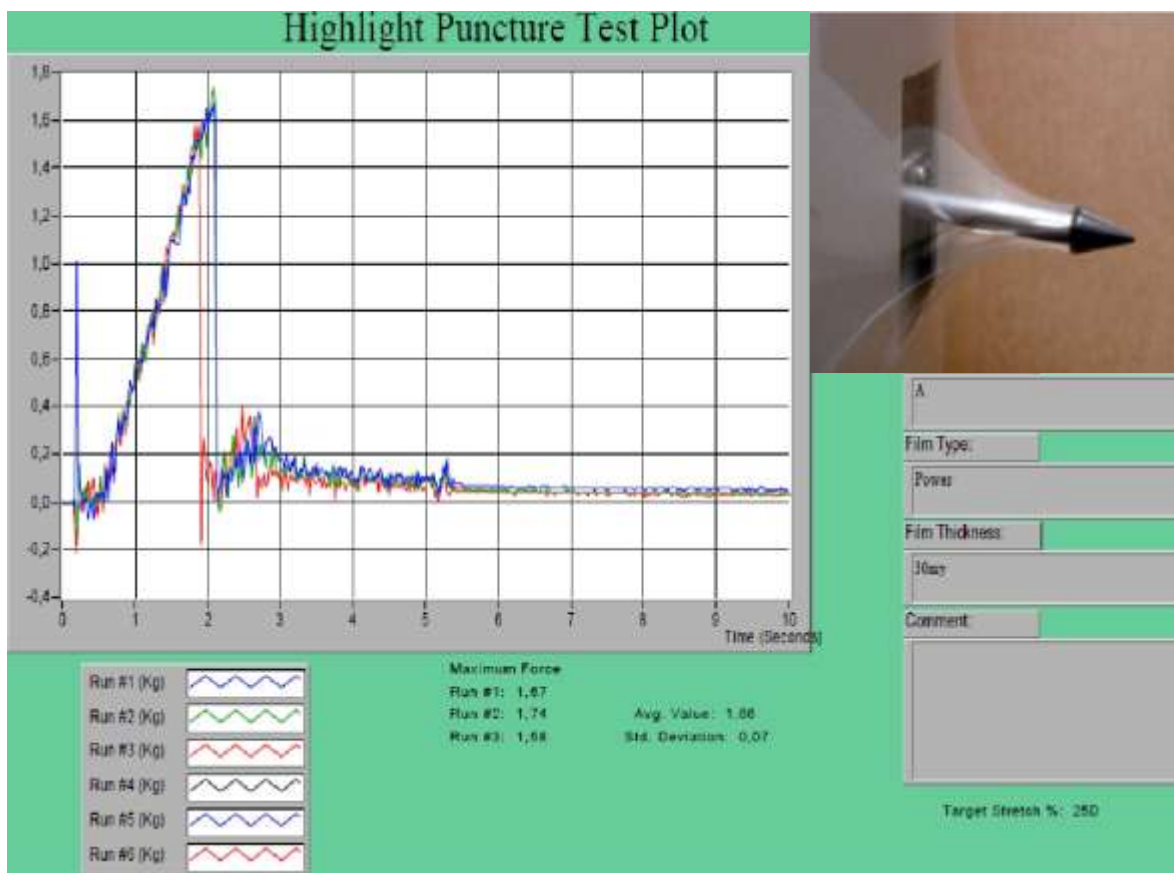 Highlight Puncture Test Plot
1,8
1,6
1,4
1,2
1,0
0,8
0,6
0,4
0,2
0,0
-0,2
-0,4
0 1 2 3 4 5 6 7 8 9 10
Time (Seconds)
A
Film Type:
Power
Film Thickness:
30my
Comment:
Target Stretch %: 250
Run #1 (Kg)
Run #2 (Kg)
Run #3 (Kg)
Run #4 (Kg)
Run #5 (Kg)
Run #6 (Kg)
Maximum Force
Run #1: 1,67
Run #2: 1,74
Run #3: 1,58
Avg. Value: 1,66
Std. Deviation: 0,07